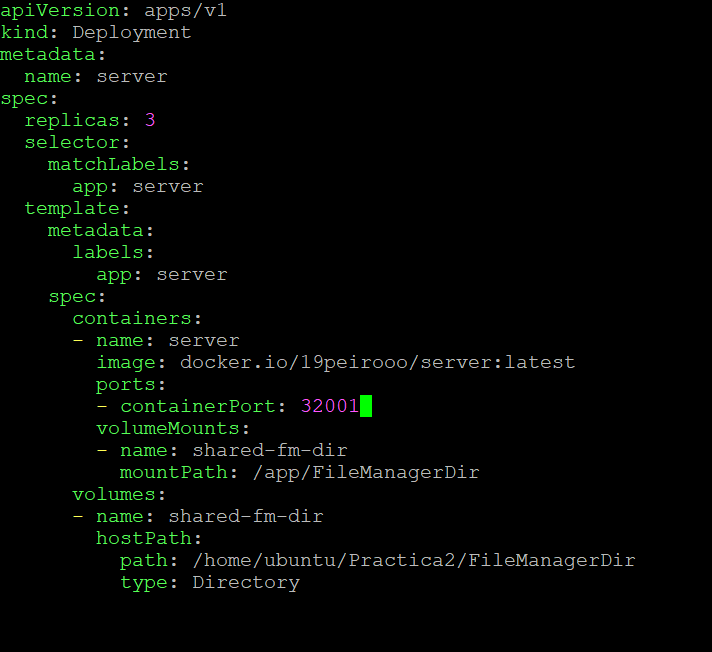 apiVersion: apps/v1
kind: Deployment
metadata:
  name: server
spec:
  replicas: 3
  selector:
    matchLabels:
      app: server
  template:
    metadata:
      labels:
        app: server
    spec:
      containers:
      - name: server
        image: docker.io/19peirooo/server:latest
        ports:
        - containerPort: 32001
        volumeMounts:
        - name: shared-fm-dir
          mountPath: /app/FileManagerDir
      volumes:
      - name: shared-fm-dir
        hostPath:
          path: /home/ubuntu/Practica2/FileManagerDir
          type: Directory